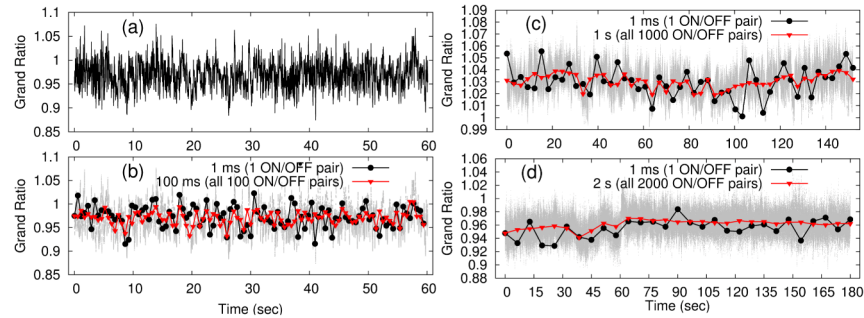 (a)
Grand Ratio
1.1
1.05
1
0.95
0.9
0.85
0 10 20 30 40 50 60
(b)
1 ms (1 ON/OFF pair)
100 ms (all 100 ON/OFF pairs)
Grand Ratio
1.1
1.05
1
0.95
0.9
0.85
0 10 20 30 40 50 60
Time (sec)
(c)
1 ms (1 ON/OFF pair)
1 s (all 1000 ON/OFF pairs)
Grand Ratio
1.08
1.06
1.05
1.04
1.03
1.02
1.01
0.99
0 20 40 60 80 100 120 140
(d)
1 ms (1 ON/OFF pair)
2 s (all 2000 ON/OFF pairs)
Grand Ratio
1.06
1.04
1.02
1
0.98
0.96
0.94
0.92
0.9
0.88
0 15 30 45 60 75 90 105 120 135 150 165 180
Time (sec)